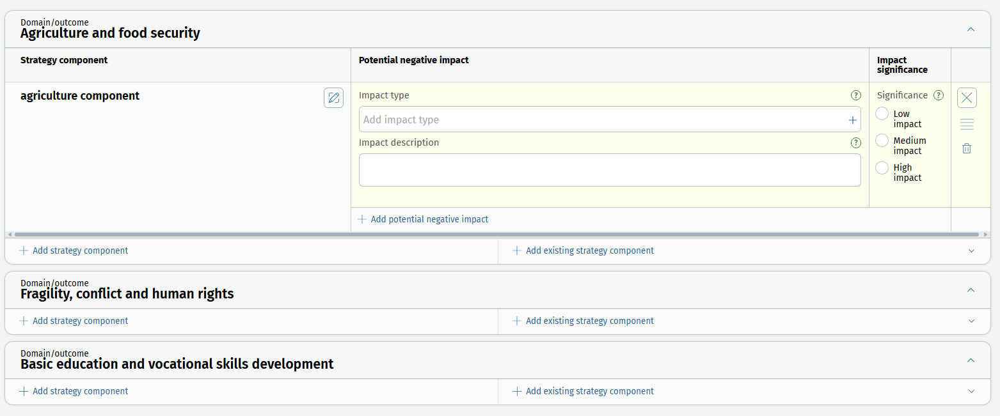 Domain/outcome
Agriculture and food security
Strategy component
Potential negative impact
Impact
significance
agriculture component
Impact type
?
Add impact type
Impact description
?
Significance
?
Low
impact
Medium
impact
High
impact
Add potential negative impact
Add strategy component
Add existing strategy component
Domain/outcome
Fragility, conflict and human rights
Add strategy component
Add existing strategy component
Domain/outcome
Basic education and vocational skills development
Add strategy component
Add existing strategy component